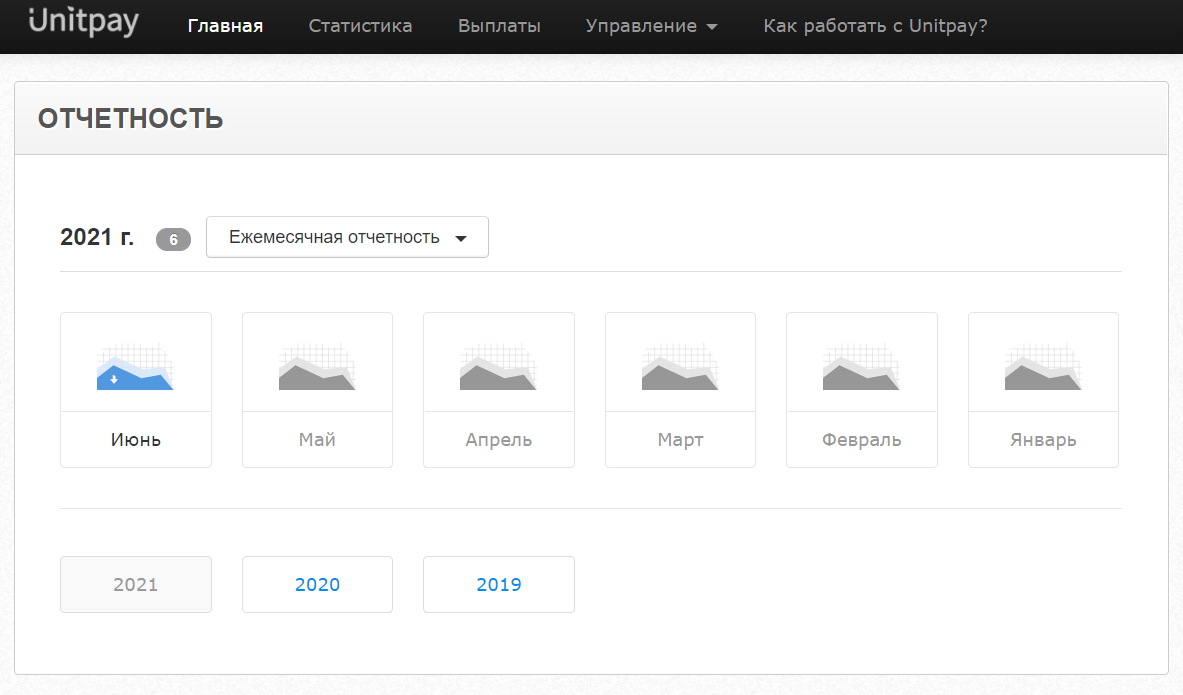 Unitpay Главная Статистика Выплаты Управление Как работать с Unitpay?
ОТЧЕТНОСТЬ
2021 г. 6 Ежемесячная отчетность
Июнь Май Апрель Март Февраль Январь
2021 2020 2019